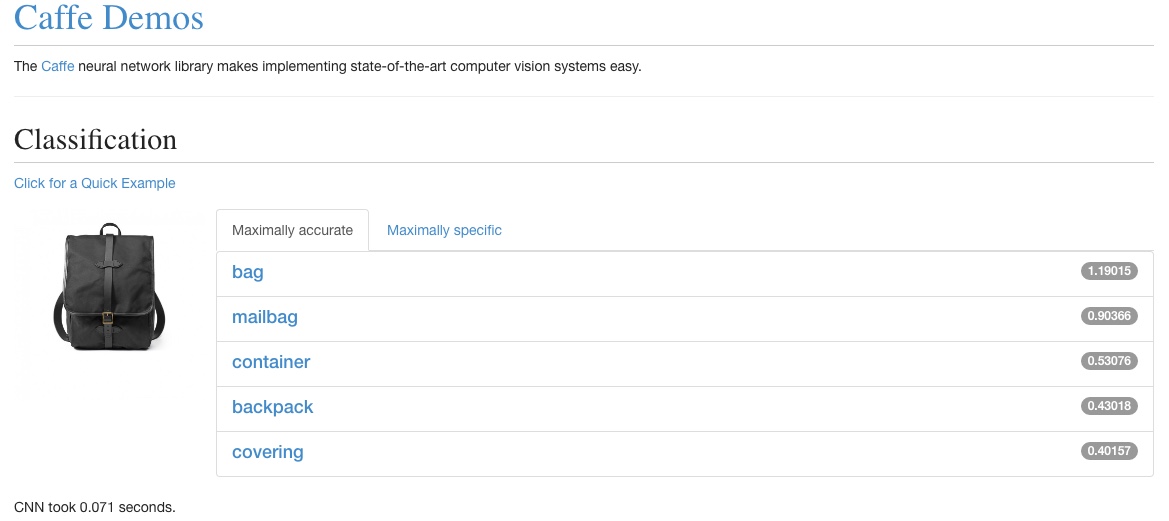 Caffe Demos
The Caffe neural network library makes implementing state-of-the-art computer vision systems easy.
Classification
Click for a Quick Example
Maximally accurate Maximally specific
bag 1.19015
mailbag 0.90366
container 0.53076
backpack 0.43018
covering 0.40157
CNN took 0.071 seconds.